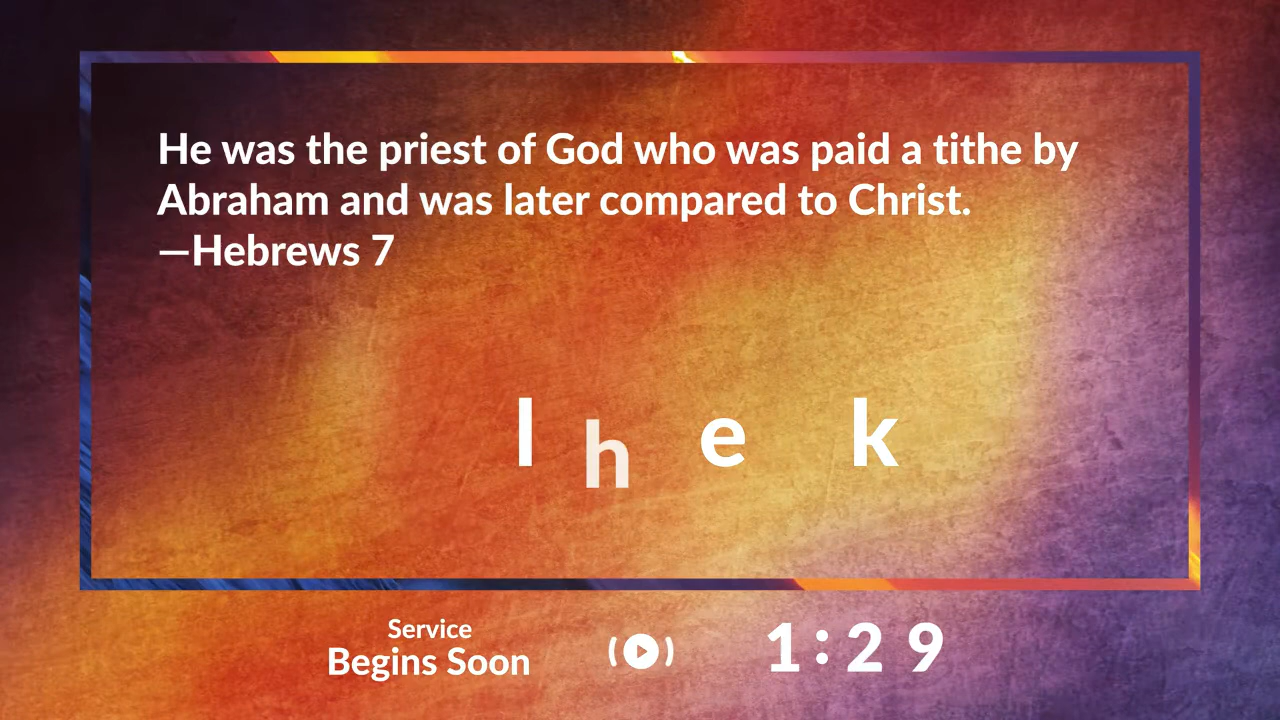 He was the priest of God who was paid a tithe by
Abraham and was later compared to Christ.
—Hebrews 7
l h e k
Service
Begins Soon
1:29